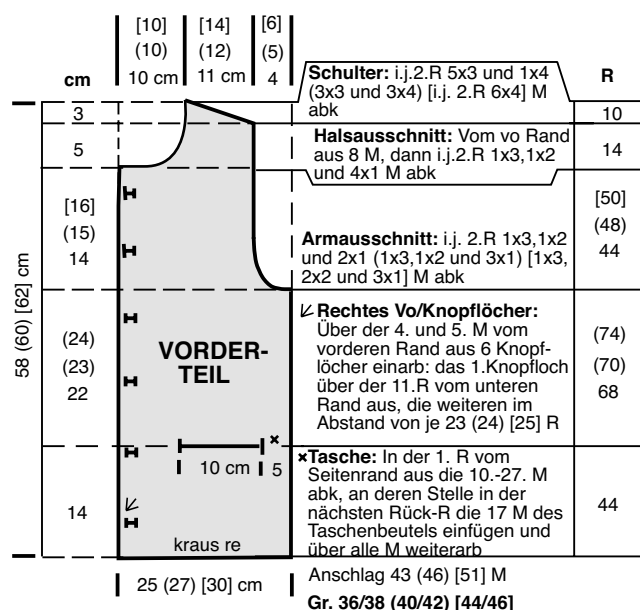 [10] [14] [6]
(10) (12) (5)
10 cm 11 cm 4
cm
R
Schulter: i.j.2.R 5x3 und 1x4
(3x3 und 3x4) [i.j. 2.R 6x4] M
abk
3
10
Halsausschnitt: Vom vo Rand
aus 8 M, dann i.j.2.R 1x3,1x2
und 4x1 M abk
5
14
[16]
(15)
14
[50]
(48)
44
Armausschnitt: i.j. 2.R 1x3,1x2
und 2x1 (1x3,1x2 und 3x1) [1x3,
2x2 und 3x1] M abk
58 (60) [62] cm
(24)
(23)
22
VORDER-
TEIL
Rechtes Vo/Knopflöcher:
Über der 4. und 5. M vom
vorderen Rand aus 6 Knopf-
löcher einarb: das 1.Knopfloch
über der 11.R vom unteren
Rand aus, die weiteren im
Abstand von je 23 (24) [25] R
(74)
(70)
68
10 cm 5
14
kraus re
×Tasche: In der 1. R vom
Seitenrand aus die 10.-27. M
abk, an deren Stelle in der
nächsten Rück-R die 17 M des
Taschenbeutels einfügen und
über alle M weiterarb
44
25 (27) [30] cm
Anschlag 43 (46) [51] M
Gr. 36/38 (40/42) [44/46]